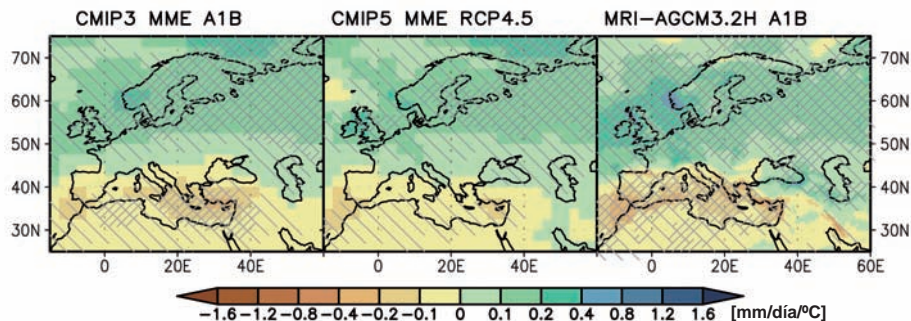 CMIP3 MME A1B CMIP5 MME RCP4.5 MRI-AGCM3.2H A1B
70N 70N
60N 60N
50N 50N
40N 40N
30N 30N
0 20E 40E 0 20E 40E 0 20E 40E 60E
-1.6 -1.2 -0.8 -0.4 -0.2 -0.1 0 0.1 0.2 0.4 0.8 1.2 1.6 [mm/día/ºC]